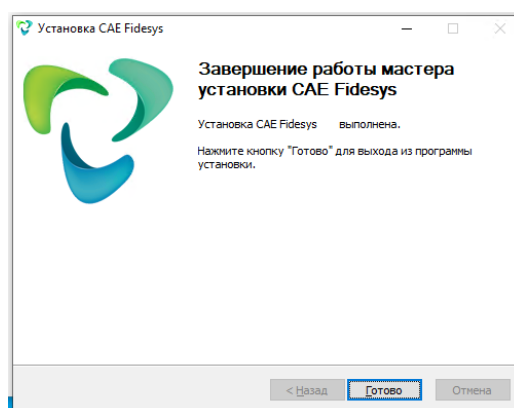 Установка CAE Fidesys
Завершение работы мастера
установки CAE Fidesys
Установка CAE Fidesys выполнена.
Нажмите кнопку "Готово" для выхода из программы
установки.
< Назад
Готово
Отмена